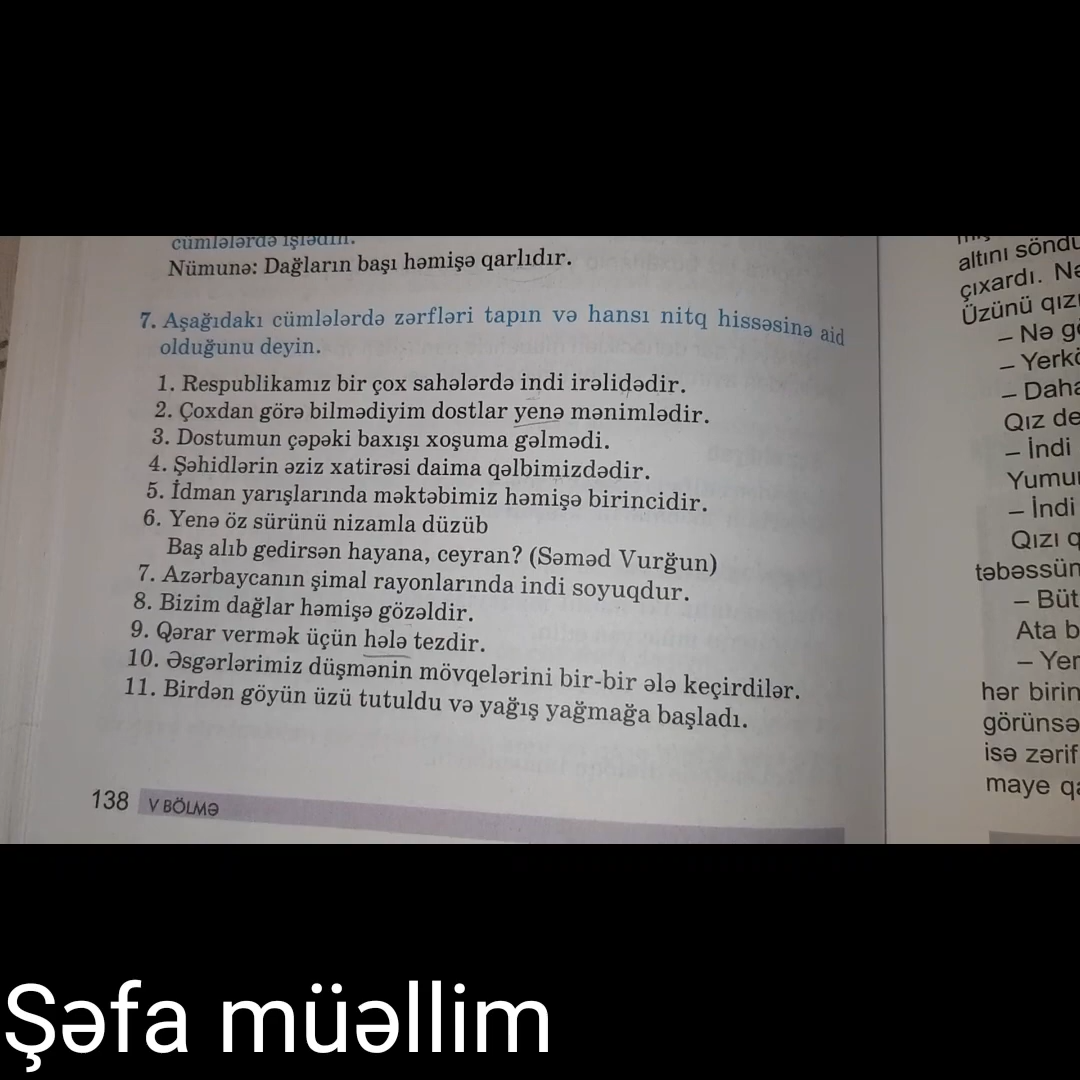 cümlələrdə işlədin.
Nümunə: Dağların başı həmişə qarlıdır.
7. Aşağıdakı cümlələrdə zərfləri tapın və hansı nitq hissəsinə aid
olduğunu deyin.
1. Respublikamız bir çox sahələrdə indi irəlidədir.
2. Çoxdan görə bilmədiyim dostlar yenə mənimlədir.
3. Dostumun çəpəki baxışı xoşuma gəlmədi.
4. Şəhidlərin əziz xatirəsi daima qəlbimizdədir.
5. İdman yarışlarında məktəbimiz həmişə birincidir.
6. Yenə öz sürünü nizamla düzüb
Baş alıb gedirsən hayana, ceyran? (Səməd Vurğun)
7. Azərbaycanın şimal rayonlarında indi soyuqdur.
8. Bizim dağlar həmişə gözəldir.
9. Qərar vermək üçün hələ tezdir.
10. Əsgərlərimiz düşmənin mövqelərini bir-bir ələ keçirdilər.
11. Birdən göyün üzü tutuldu və yağış yağmağa başladı.
138 V BÖLMƏ
altını söndü
çıxardı. Nə
Üzünü qızı
– Nə gö
– Yerkö
– Daha
Qız de
– İndi
Yumur
– İndi
Qızı q
təbəssün
– Büt
Ata b
– Yer
hər birin
görünsə
isə zərif
maye qa
Şəfa müəllim